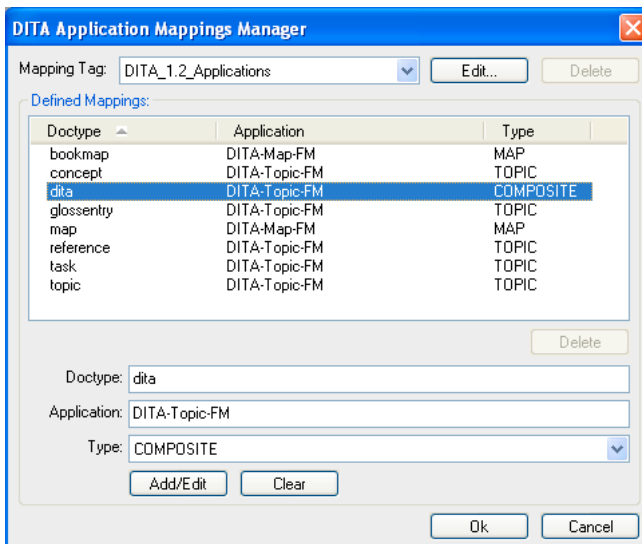 DITA Application Mappings Manager
Mapping Tag: DITA_1.2_Applications Edit... Delete
Defined Mappings:
Doctype Application Type
bookmap DITA-Map-FM MAP
concept DITA-Topic-FM TOPIC
dita DITA-Topic-FM COMPOSITE
glossentry DITA-Topic-FM TOPIC
map DITA-Map-FM MAP
reference DITA-Topic-FM TOPIC
task DITA-Topic-FM TOPIC
topic DITA-Topic-FM TOPIC
Delete
Doctype: dita
Application: DITA-Topic-FM
Type: COMPOSITE
Add/Edit Clear
Ok Cancel